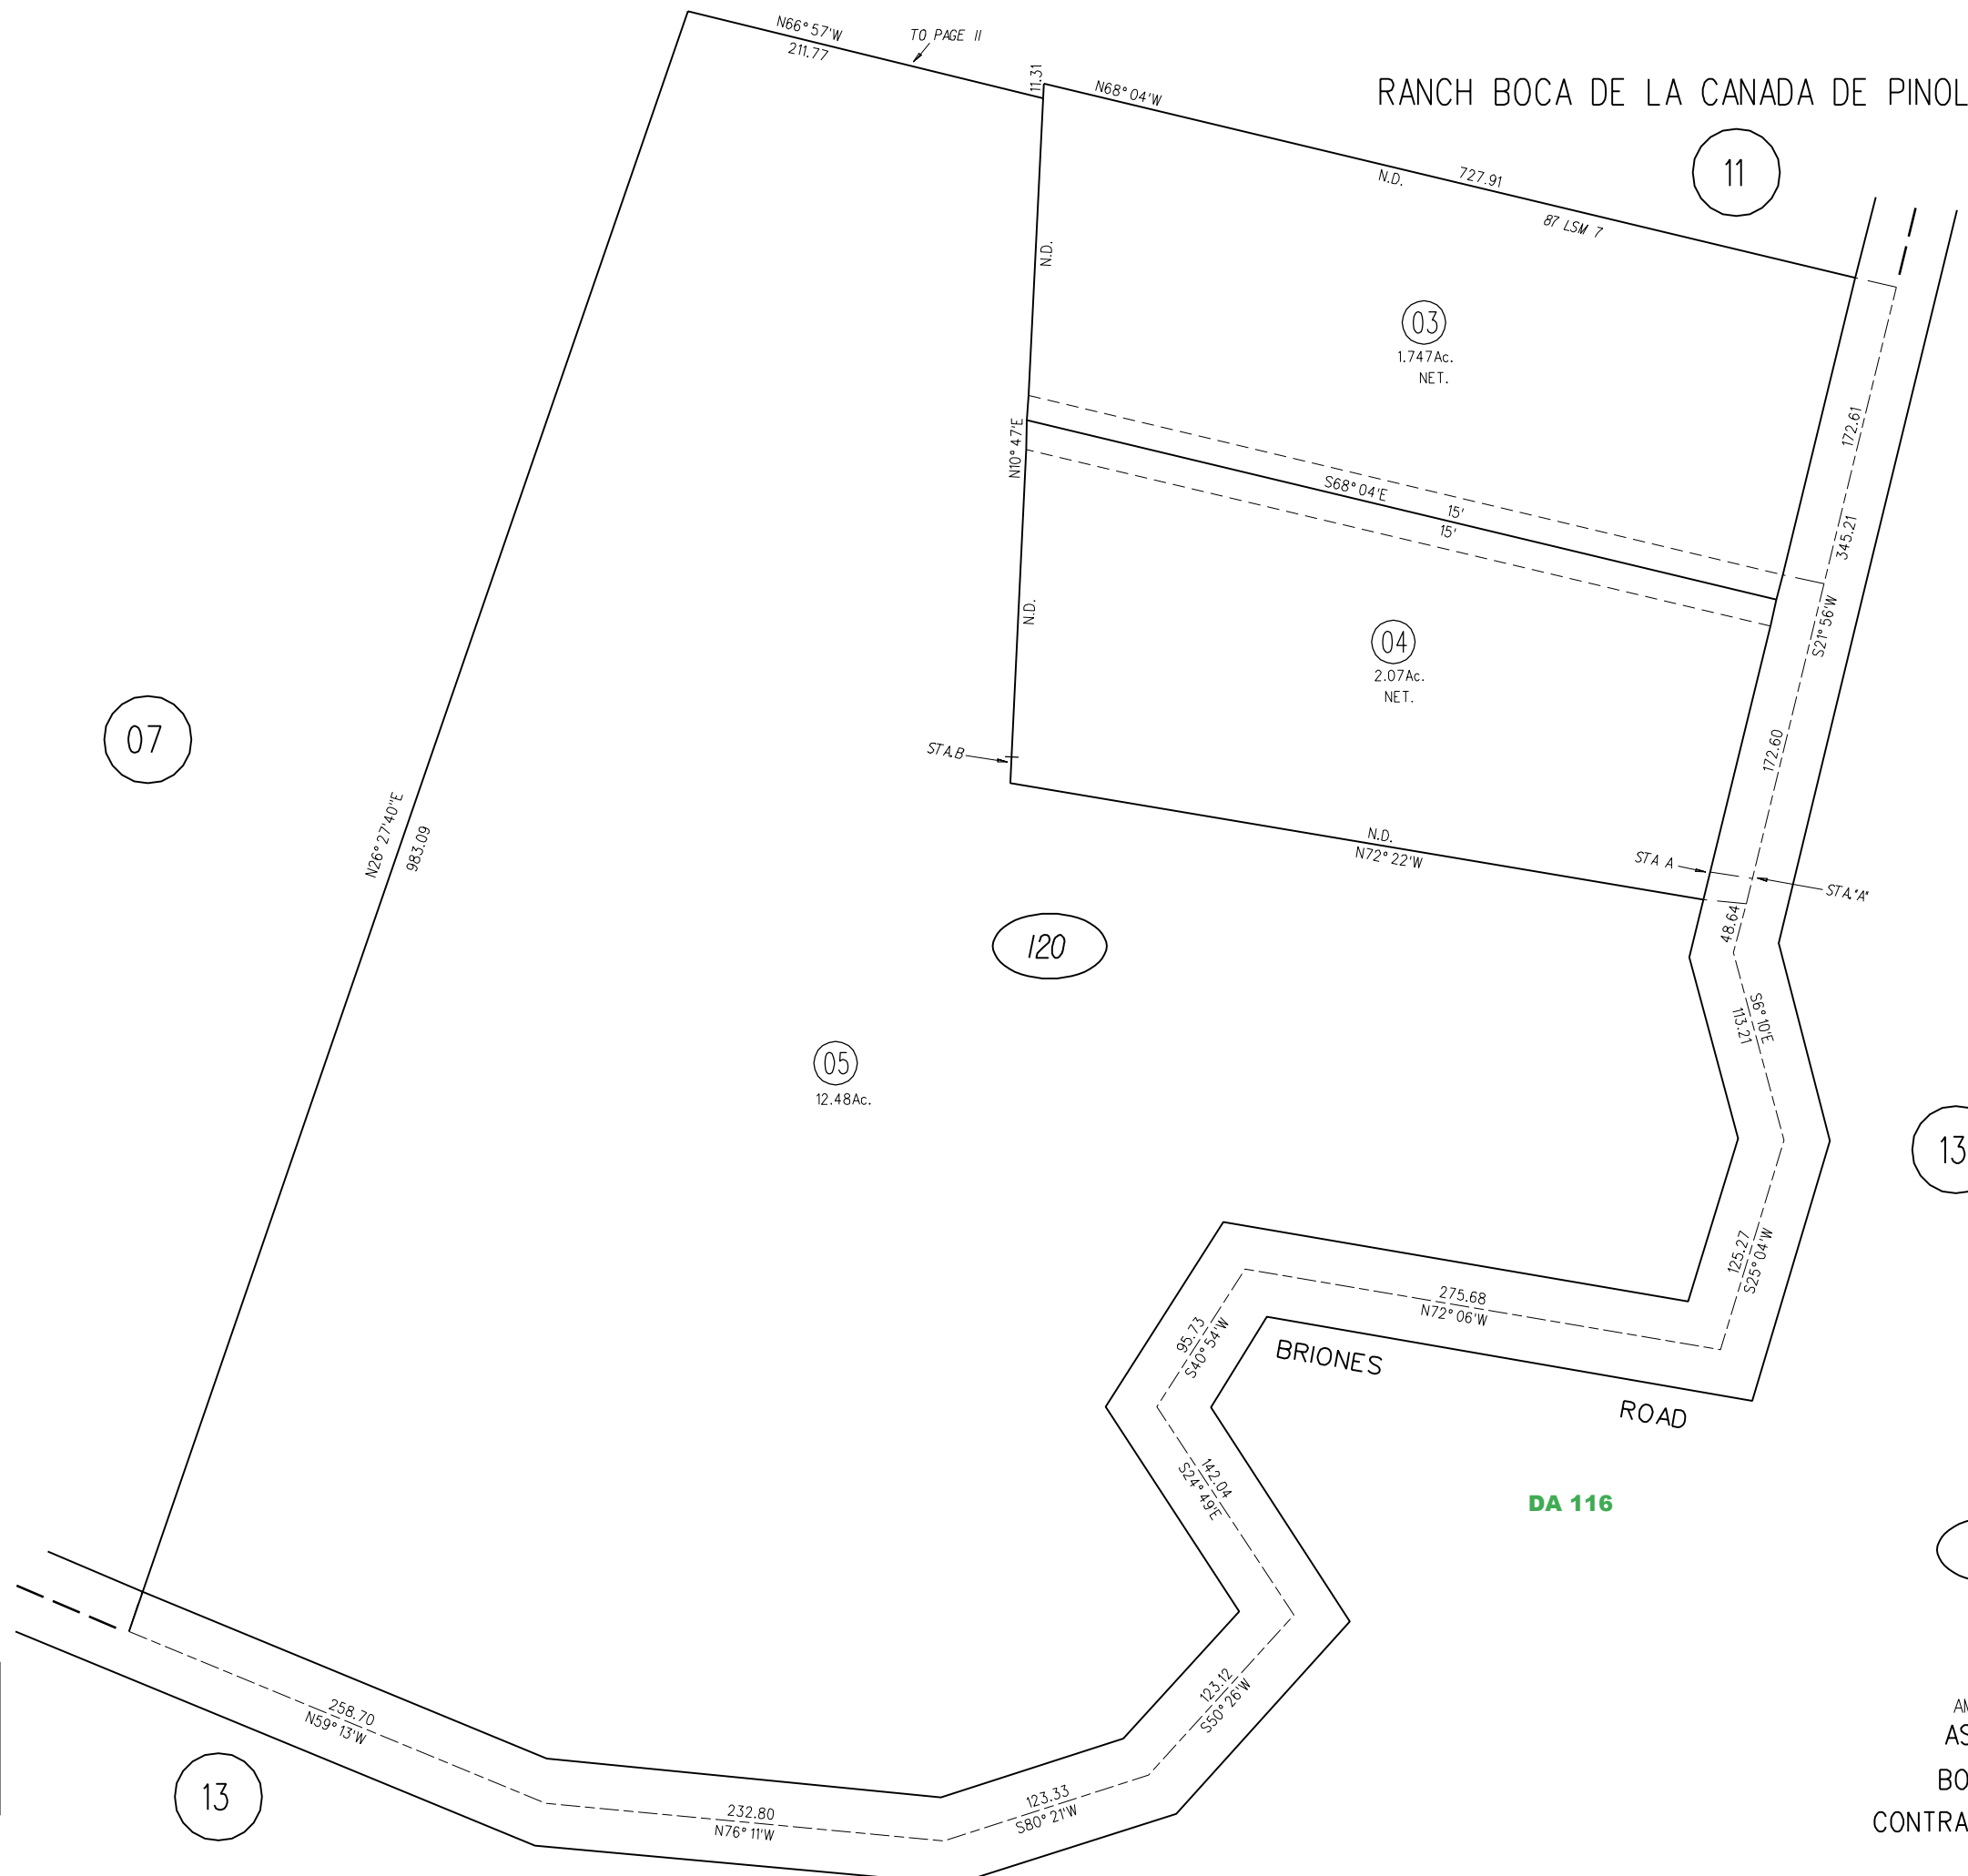 N66°57'W
211.77
TO PAGE 11
11.31
N68°04'W
RANCH BOCA DE LA CANADA DE PINOL
11
727.91
N.D.
87 LSM 7
N.D.
03
1.747Ac.
NET.
172.61
N10°47'E
S68°04'E
15'
15'
345.21
S21°56'W
N.D.
04
2.07Ac.
NET.
07
STA.B
172.60
N26°27'40"E
983.09
N.D.
N72°22'W
STA A
STA."A"
48.64
120
S6°10'E
113.21
05
12.48Ac.
13
125.27
S25°04'W
275.68
N72°06'W
95.73
S40°54'W
BRIONES
ROAD
142.04
S24°49'E
DA 116
123.12
S50°26'W
258.70
N59°13'W
13
232.80
N76°11'W
123.33
S80°21'W
AS
BO
CONTRA